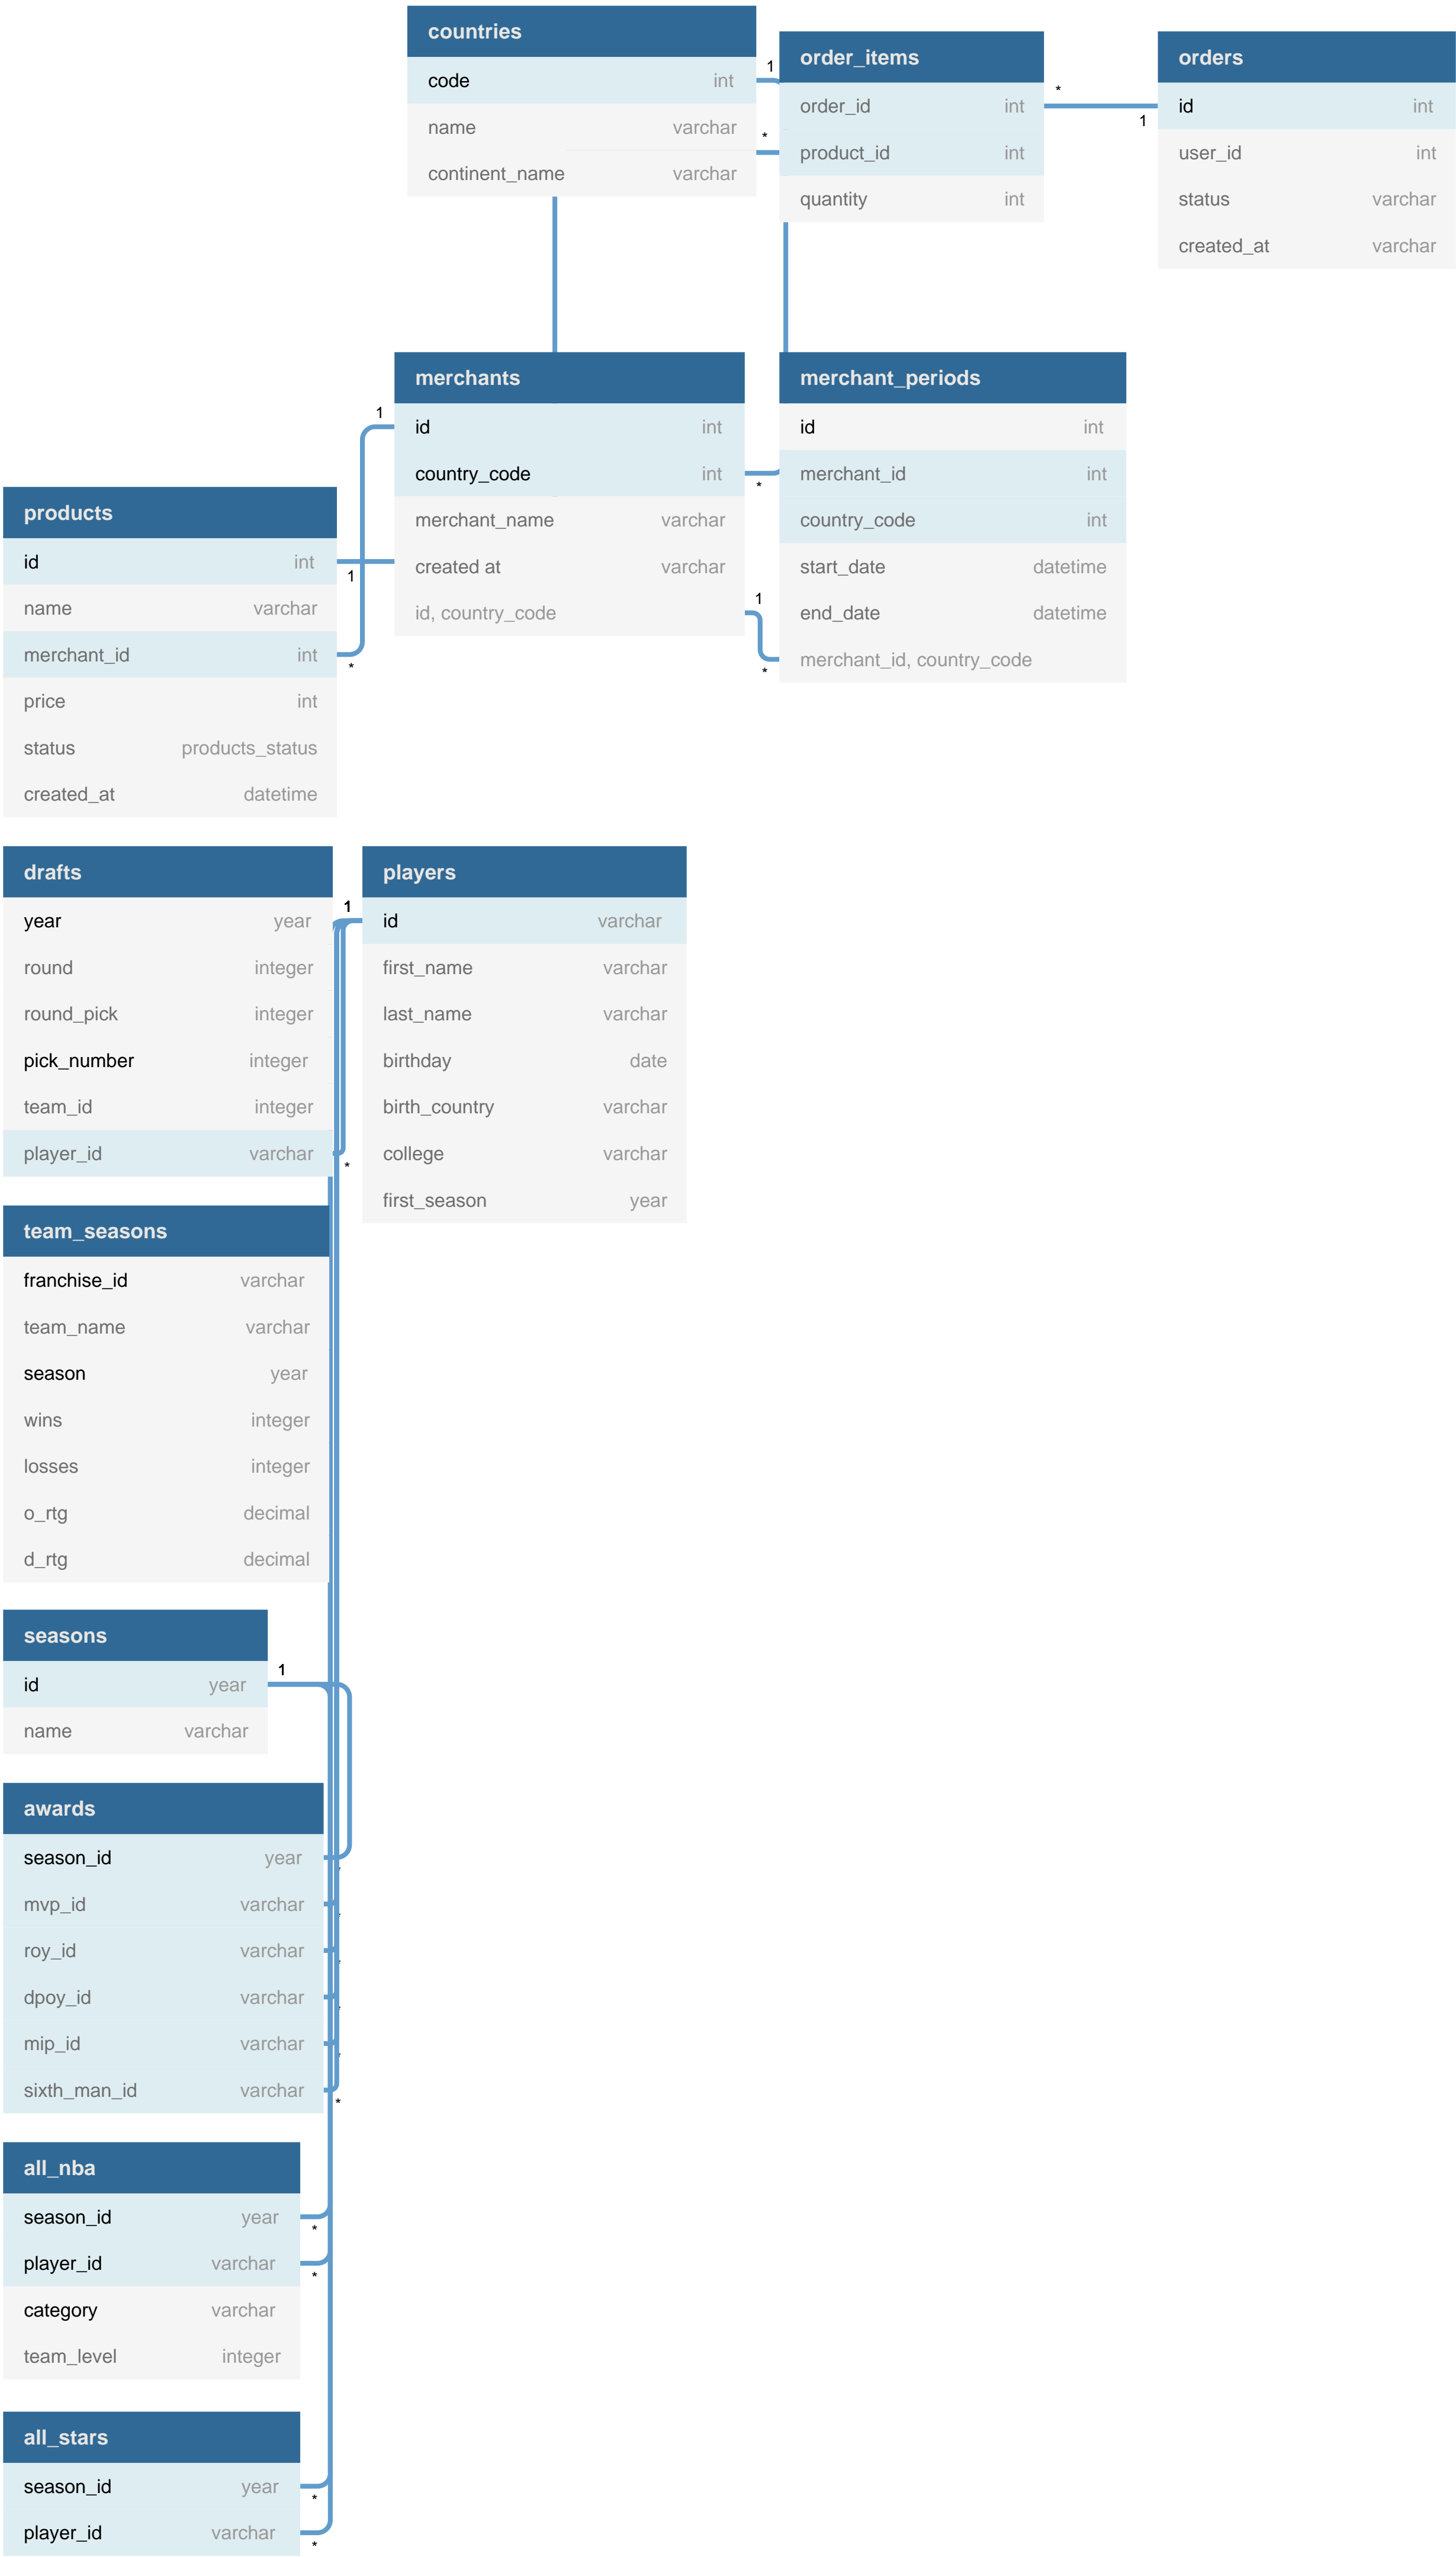 countries
code int
name varchar
continent_name varchar
1
*
order_items
order_id int
product_id int
quantity int
*
1
orders
id int
user_id int
status varchar
created_at varchar
merchants
id int
country_code int
merchant_name varchar
created at varchar
id, country_code
1
*
1
*
merchant_periods
id int
merchant_id int
country_code int
start_date datetime
end_date datetime
merchant_id, country_code
products
id int
name varchar
merchant_id int
price int
status products_status
created_at datetime
1
*
drafts
year year
round integer
round_pick integer
pick_number integer
team_id integer
player_id varchar
1
*
players
id varchar
first_name varchar
last_name varchar
birthday date
birth_country varchar
college varchar
first_season year
team_seasons
franchise_id varchar
team_name varchar
season year
wins integer
losses integer
o_rtg decimal
d_rtg decimal
seasons
id year
name varchar
1
awards
season_id year
mvp_id varchar
roy_id varchar
dpoy_id varchar
mip_id varchar
sixth_man_id varchar
*
*
*
*
*
*
all_nba
season_id year
player_id varchar
category varchar
team_level integer
*
*
all_stars
season_id year
player_id varchar
*
*